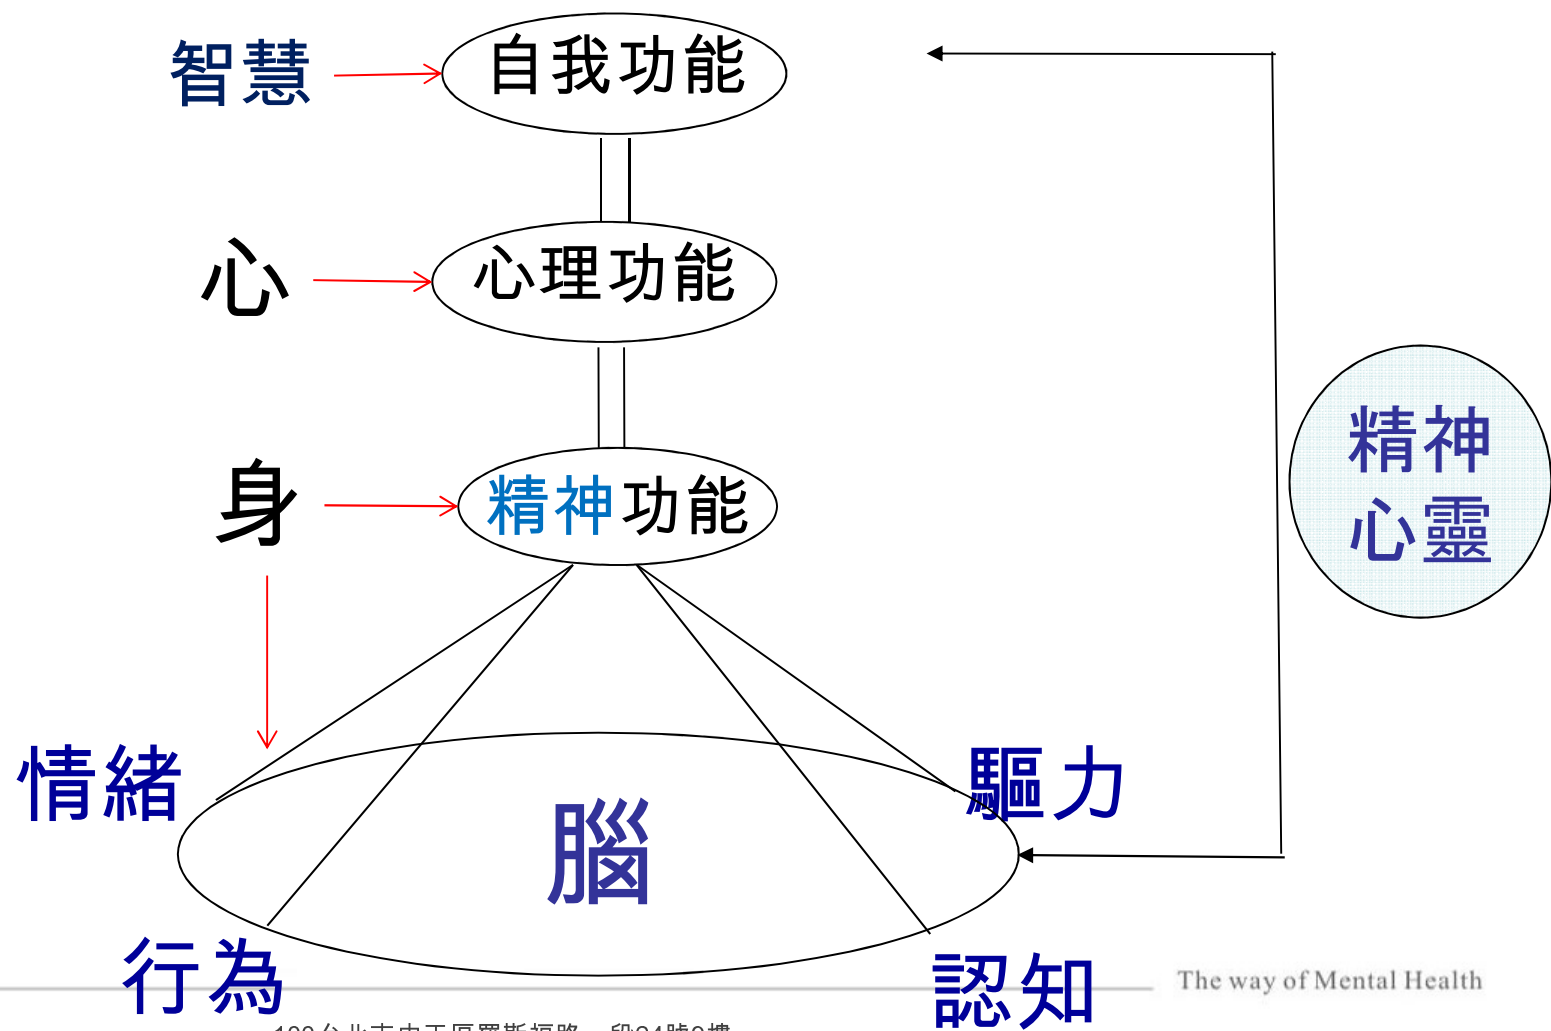 智慧
自我功能
心
心理功能
精神
心靈
身
精神功能
情緒
驅力
腦
行為
認知
The way of Mental Health